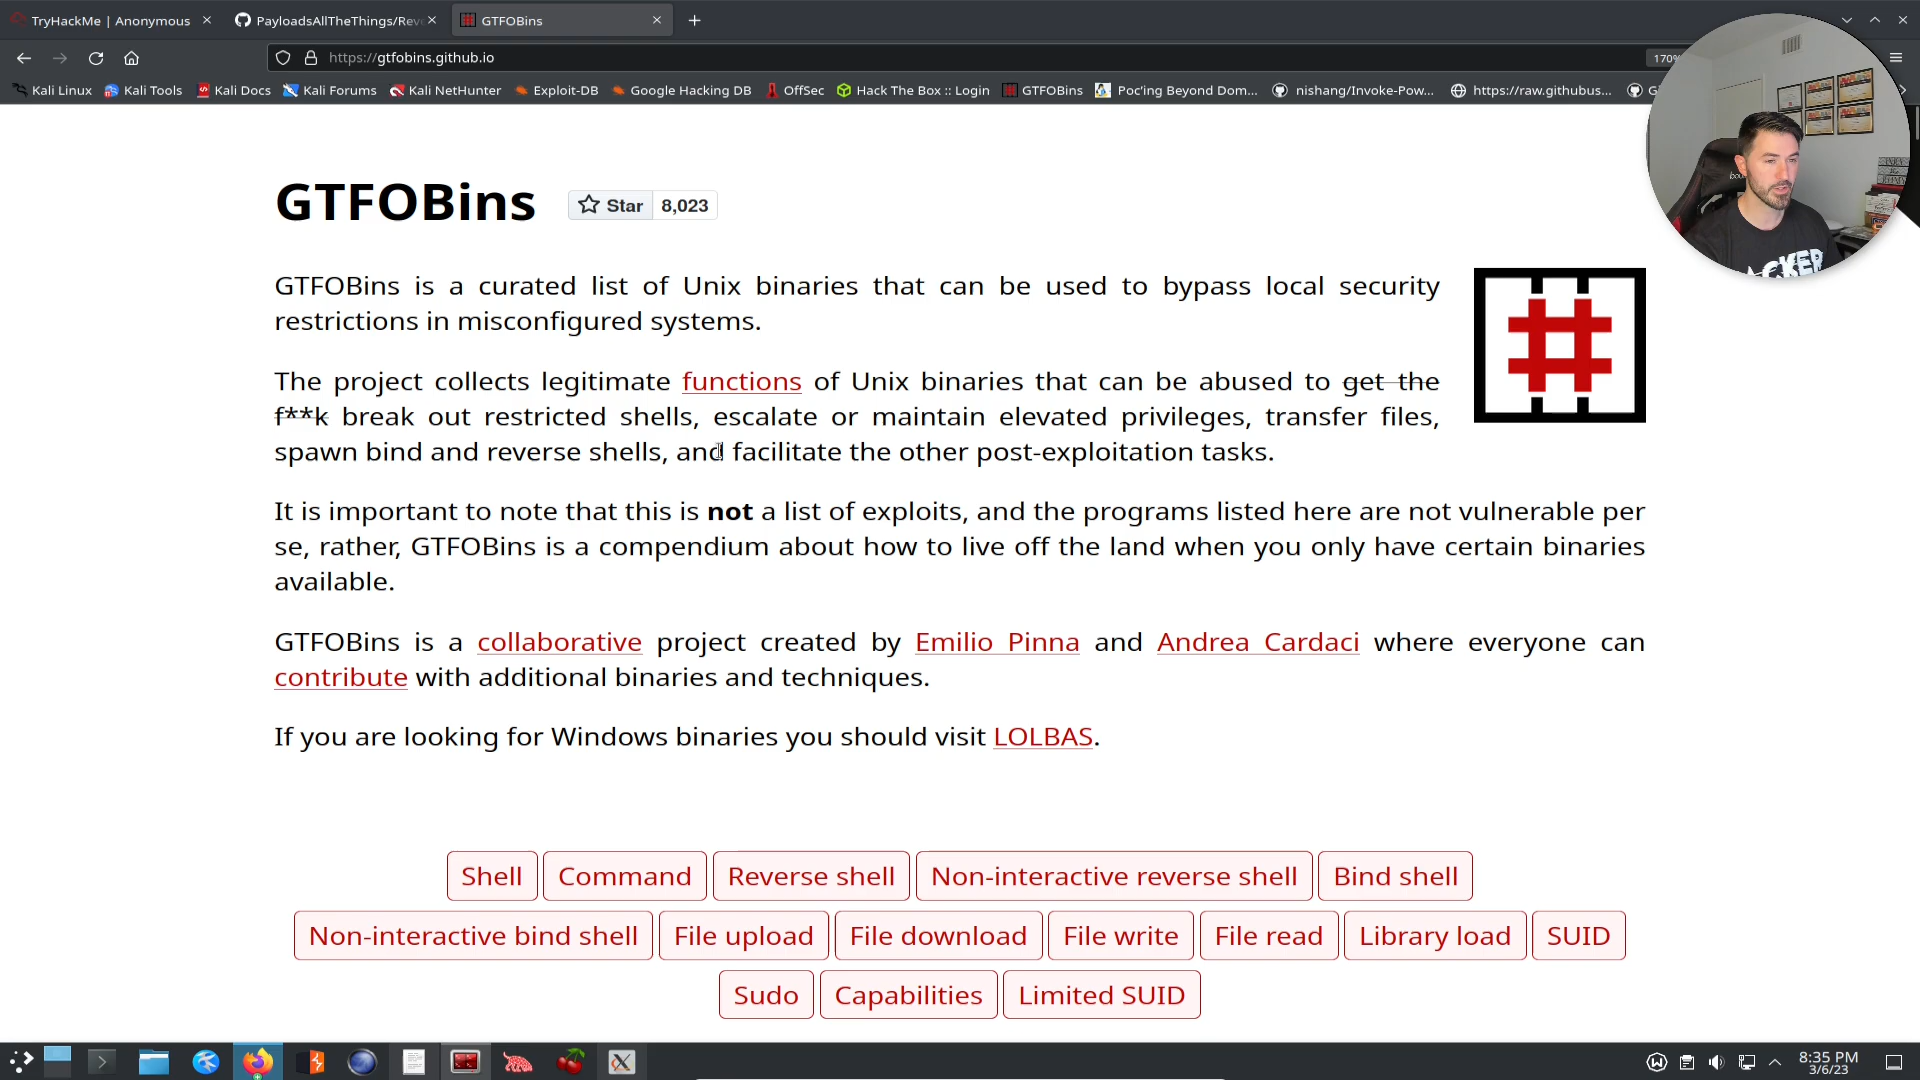 TryHackMe | Anonymous
PayloadsAllTheThings/Rev
GTFOBins
https://gtfobins.github.io
170%
Kali Linux
Kali Tools
Kali Docs
Kali Forums
Kali NetHunter
Exploit-DB
Google Hacking DB
OffSec
Hack The Box :: Login
GTFOBins
Poc'ing Beyond Dom...
nishang/Invoke-Pow...
https://raw.githubus...
GTFOBins
Star
8,023
GTFOBins is a curated list of Unix binaries that can be used to bypass local security
restrictions in misconfigured systems.
The project collects legitimate functions of Unix binaries that can be abused to get the
f**k break out restricted shells, escalate or maintain elevated privileges, transfer files,
spawn bind and reverse shells, and facilitate the other post-exploitation tasks.
It is important to note that this is not a list of exploits, and the programs listed here are not vulnerable per
se, rather, GTFOBins is a compendium about how to live off the land when you only have certain binaries
available.
GTFOBins is a collaborative project created by Emilio Pinna and Andrea Cardaci where everyone can
contribute with additional binaries and techniques.
If you are looking for Windows binaries you should visit LOLBAS.
Shell
Command
Reverse shell
Non-interactive reverse shell
Bind shell
Non-interactive bind shell
File upload
File download
File write
File read
Library load
SUID
Sudo
Capabilities
Limited SUID
8:35 PM
3/6/23